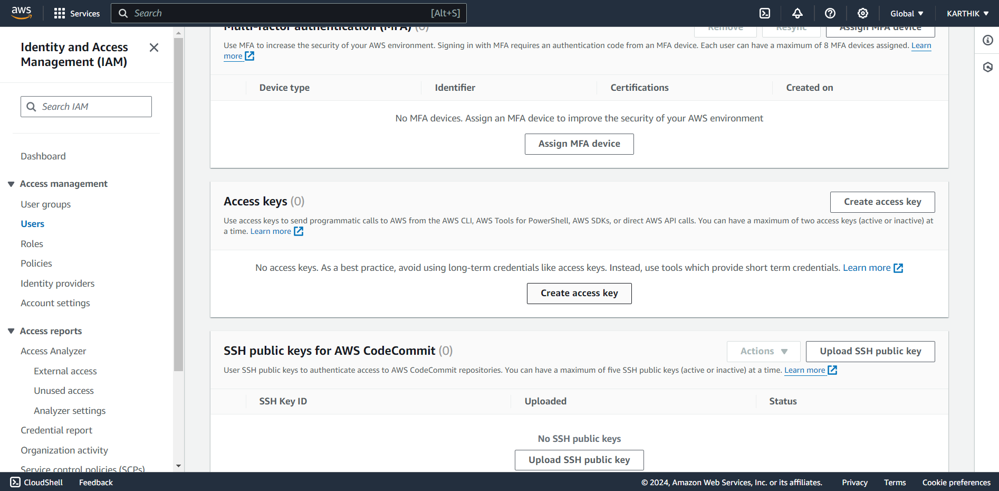 aws
Services
Search
[Alt+S]
Global
KARTHIK
Identity and Access
Management (IAM)
Search IAM
Dashboard
Access management
User groups
Users
Roles
Policies
Identity providers
Account settings
Access reports
Access Analyzer
External access
Unused access
Analyzer settings
Credential report
Organization activity
Service control policies (SCPs)
Multi-factor authentication (MFA) (0)
Remove
Resync
Assign MFA device
Use MFA to increase the security of your AWS environment. Signing in with MFA requires an authentication code from an MFA device. Each user can have a maximum of 8 MFA devices assigned. Learn
more
Device type
Identifier
Certifications
Created on
No MFA devices. Assign an MFA device to improve the security of your AWS environment
Assign MFA device
Access keys (0)
Create access key
Use access keys to send programmatic calls to AWS from the AWS CLI, AWS Tools for PowerShell, AWS SDKs, or direct AWS API calls. You can have a maximum of two access keys (active or inactive) at
a time. Learn more
No access keys. As a best practice, avoid using long-term credentials like access keys. Instead, use tools which provide short term credentials. Learn more
Create access key
SSH public keys for AWS CodeCommit (0)
Actions
Upload SSH public key
User SSH public keys to authenticate access to AWS CodeCommit repositories. You can have a maximum of five SSH public keys (active or inactive) at a time. Learn more
SSH Key ID
Uploaded
Status
No SSH public keys
Upload SSH public key
CloudShell
Feedback
© 2024, Amazon Web Services, Inc. or its affiliates.
Privacy
Terms
Cookie preferences